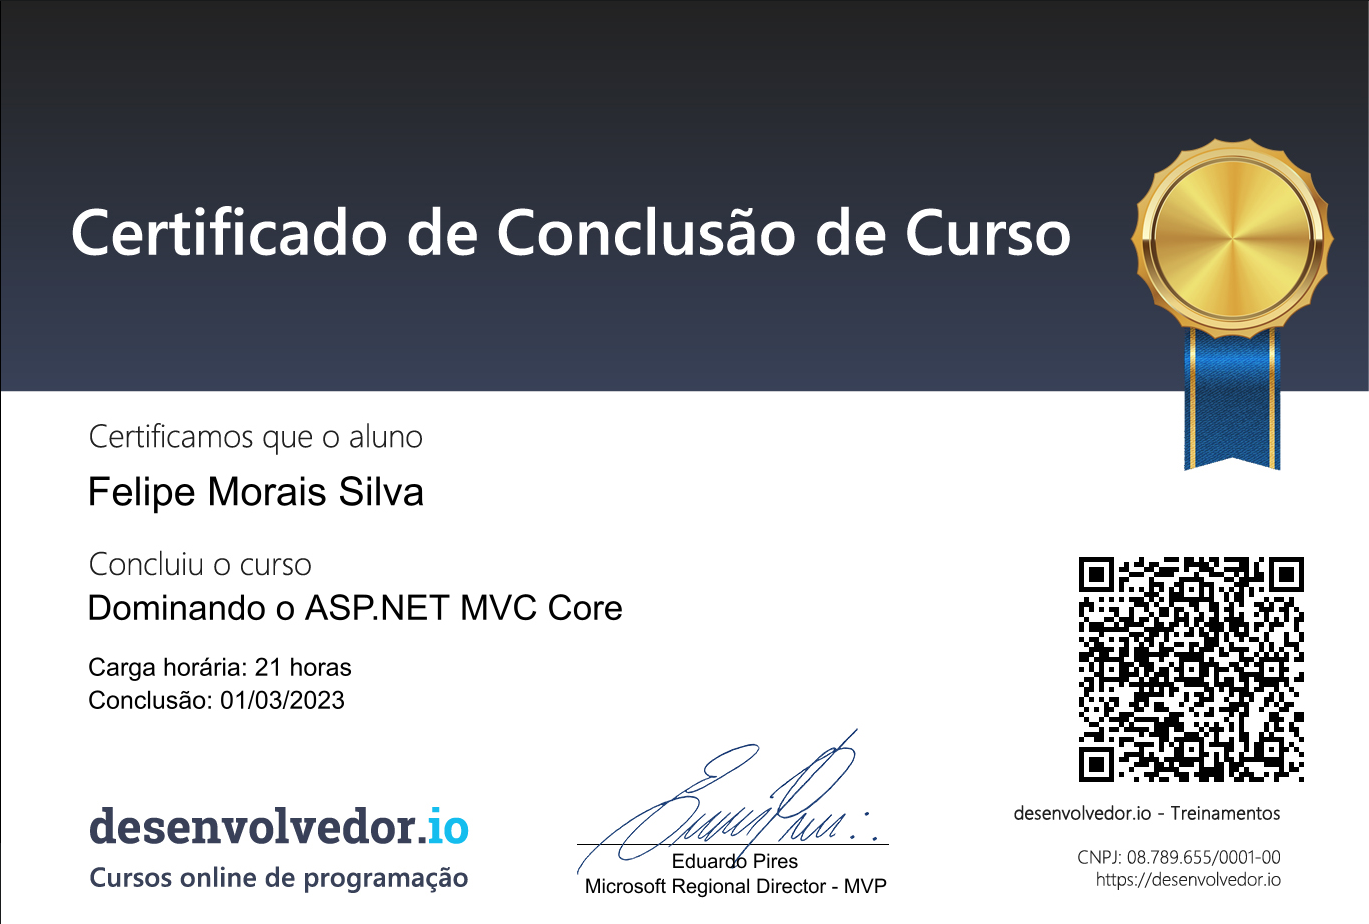 Certificado de Conclusão de Curso
Certificamos que o aluno
Felipe Morais Silva
Concluiu o curso
Dominando o ASP.NET MVC Core
Carga horária: 21 horas
Conclusão: 01/03/2023
desenvolvedor.io
Cursos online de programação
Eduardo Pires
Microsoft Regional Director - MVP
desenvolvedor.io - Treinamentos
CNPJ: 08.789.655/0001-00
https://desenvolvedor.io